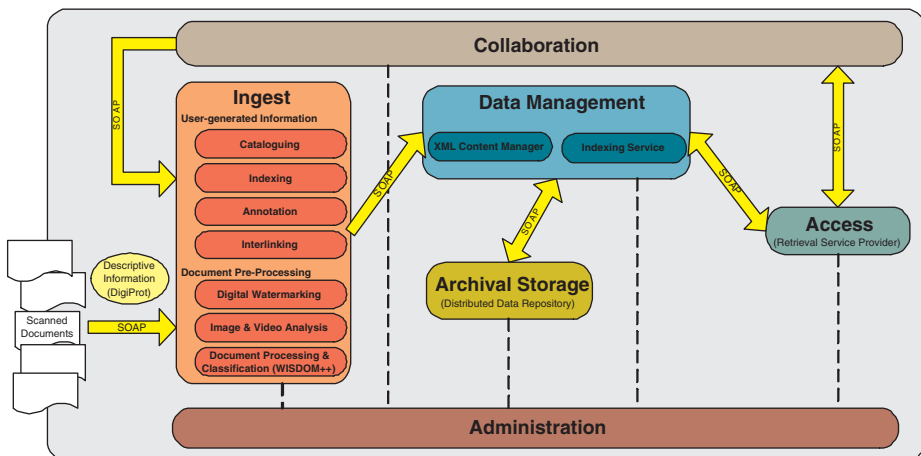 Collaboration
SOAP
Ingest
User-generated Information
Cataloguing
Indexing
Annotation
Interlinking
Document Pre-Processing
Digital Watermarking
Image & Video Analysis
Document Processing &
Classification (WISDOM++)
Descriptive
Information
(DigiProt)
Scanned
Documents
SOAP
SOAP
Data Management
XML Content Manager
Indexing Service
SOAP
Archival Storage
(Distributed Data Repository)
SOAP
SOAP
Access
(Retrieval Service Provider)
Administration